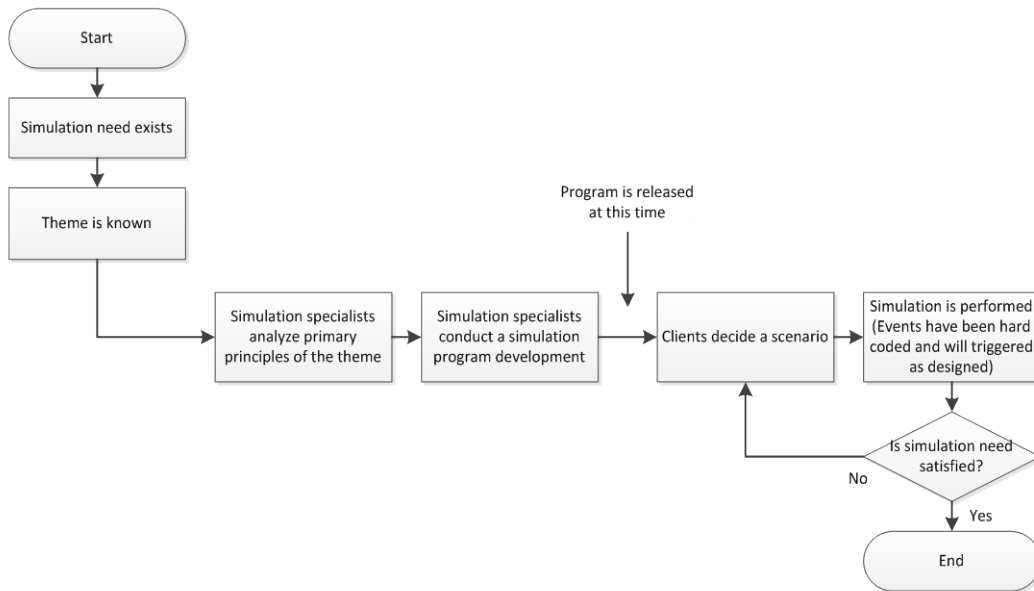 Start
Simulation need exists
Theme is known
Program is released
at this time
Simulation specialists
analyze primary
principles of the theme
Simulation specialists
conduct a simulation
program development
Clients decide a scenario
Simulation is performed
(Events have been hard
coded and will triggered
as designed)
Is simulation need
satisfied?
No
Yes
End